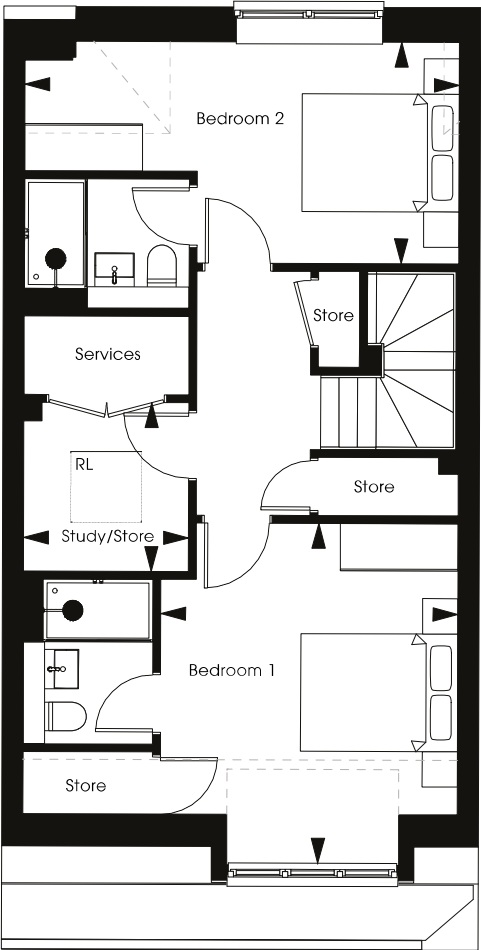 Bedroom 2
Store
Services
RL
Store
Study/Store
Bedroom 1
Store